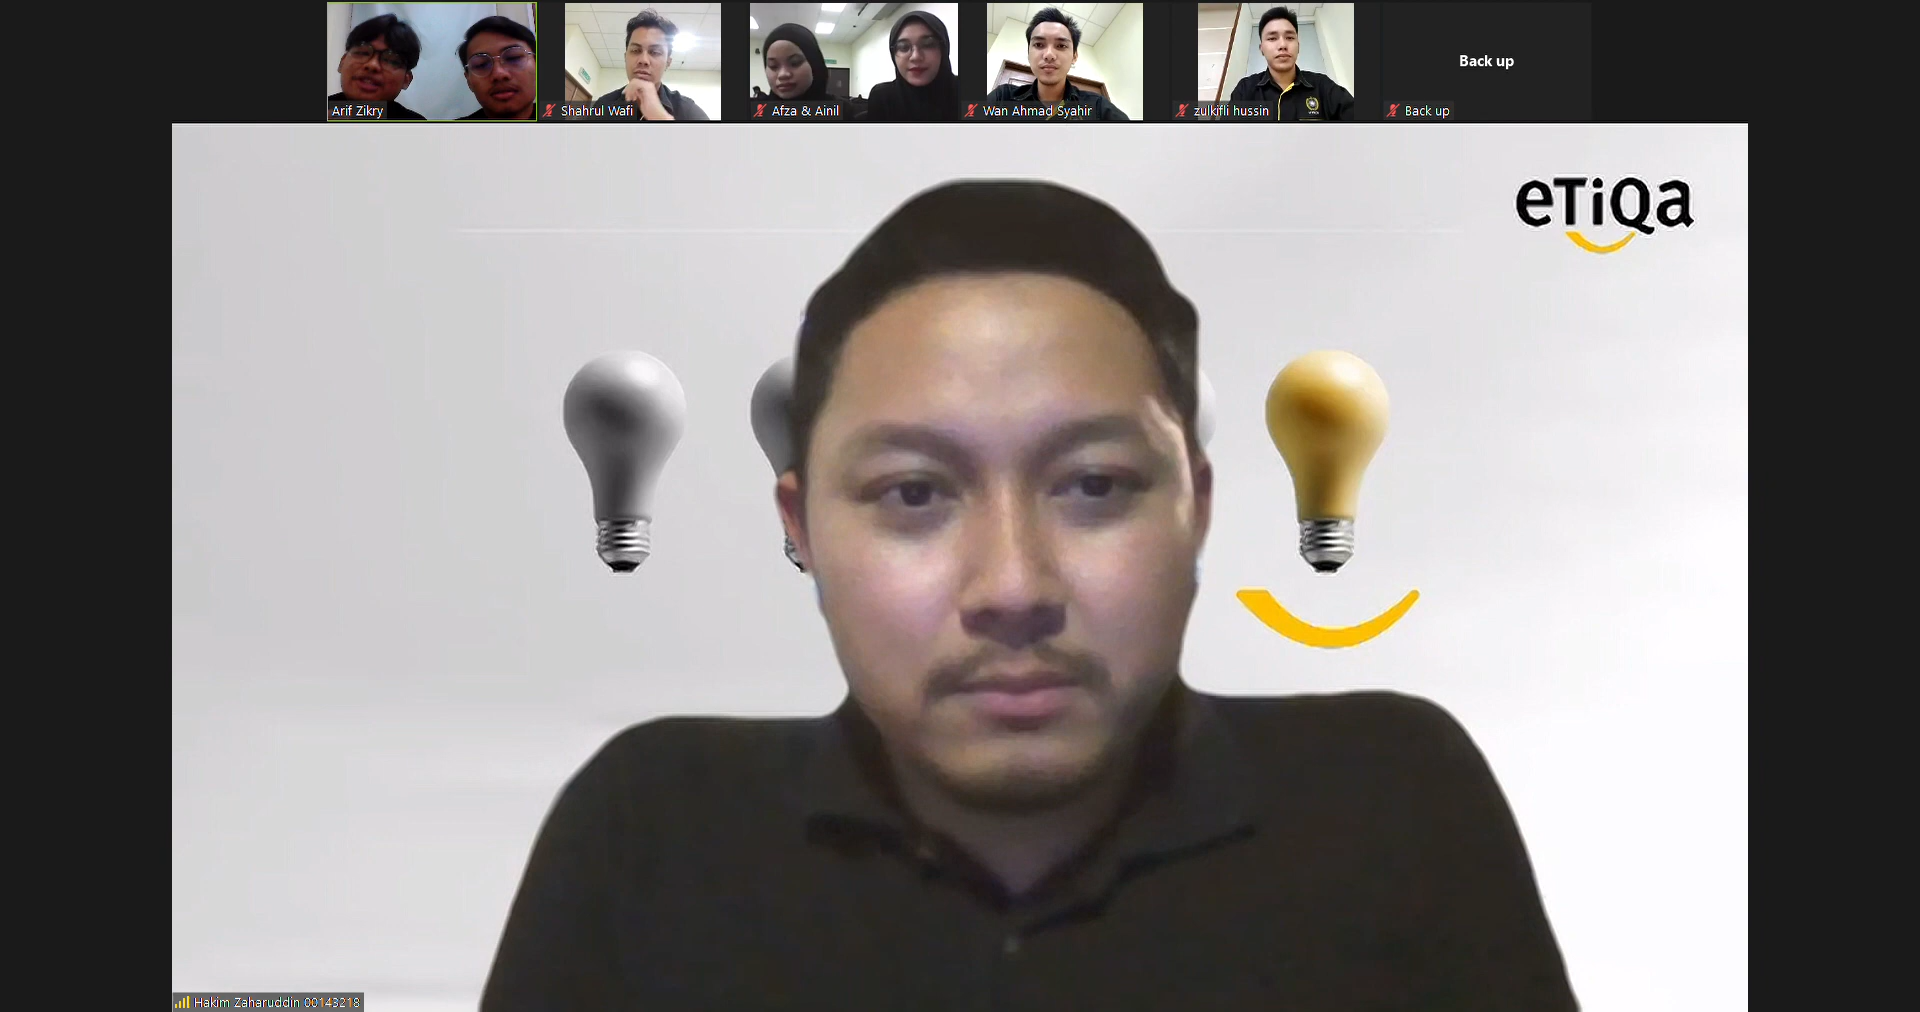 Back up
Arif Zikry
Shahrul Wafi
Afza & Ainil
Wan Ahmad Syahir
zulkifli hussin
Back up
eTiQa
Hakim Zaharuddin 00143218